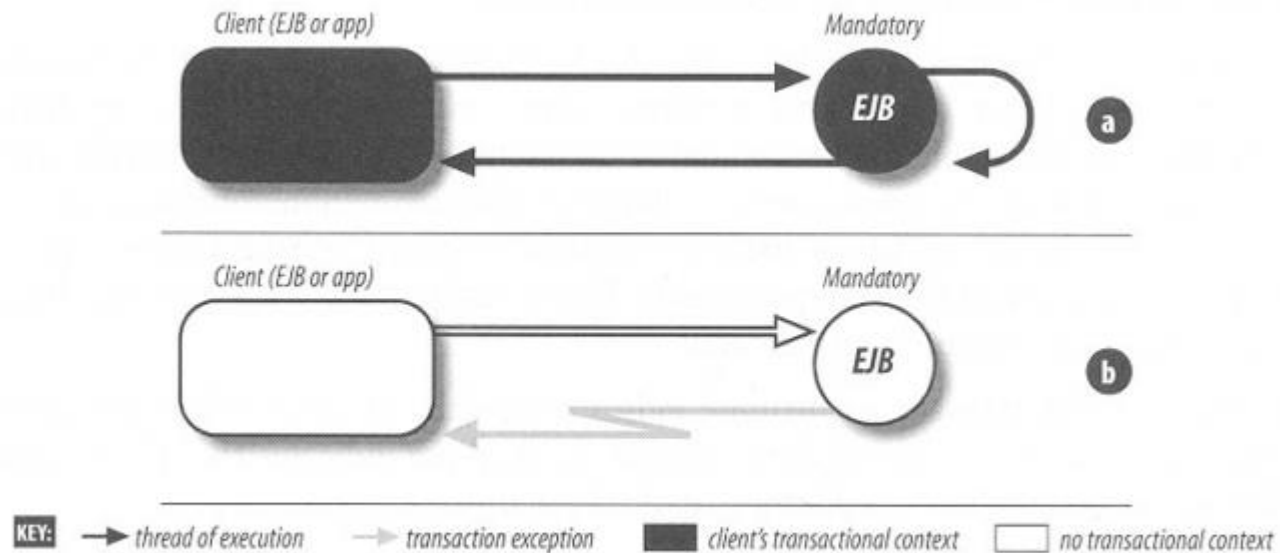 Client (EJB or app)
Mandatory
EJB
a
Client (EJB or app)
Mandatory
EJB
b
KEY: thread of execution transaction exception client's transactional context no transactional context